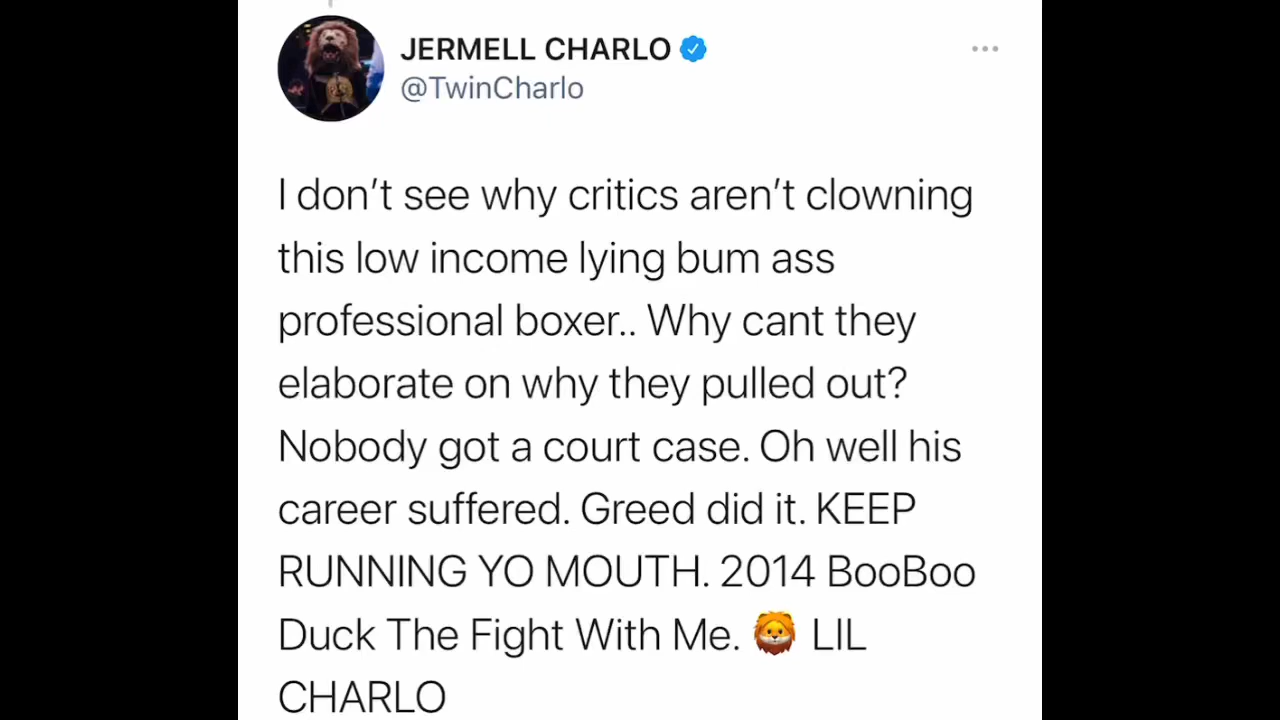 JERMELL CHARLO
@TwinCharlo
I don’t see why critics aren’t clowning
this low income lying bum ass
professional boxer.. Why cant they
elaborate on why they pulled out?
Nobody got a court case. Oh well his
career suffered. Greed did it. KEEP
RUNNING YO MOUTH. 2014 BooBoo
Duck The Fight With Me. 🦁 LIL
CHARLO